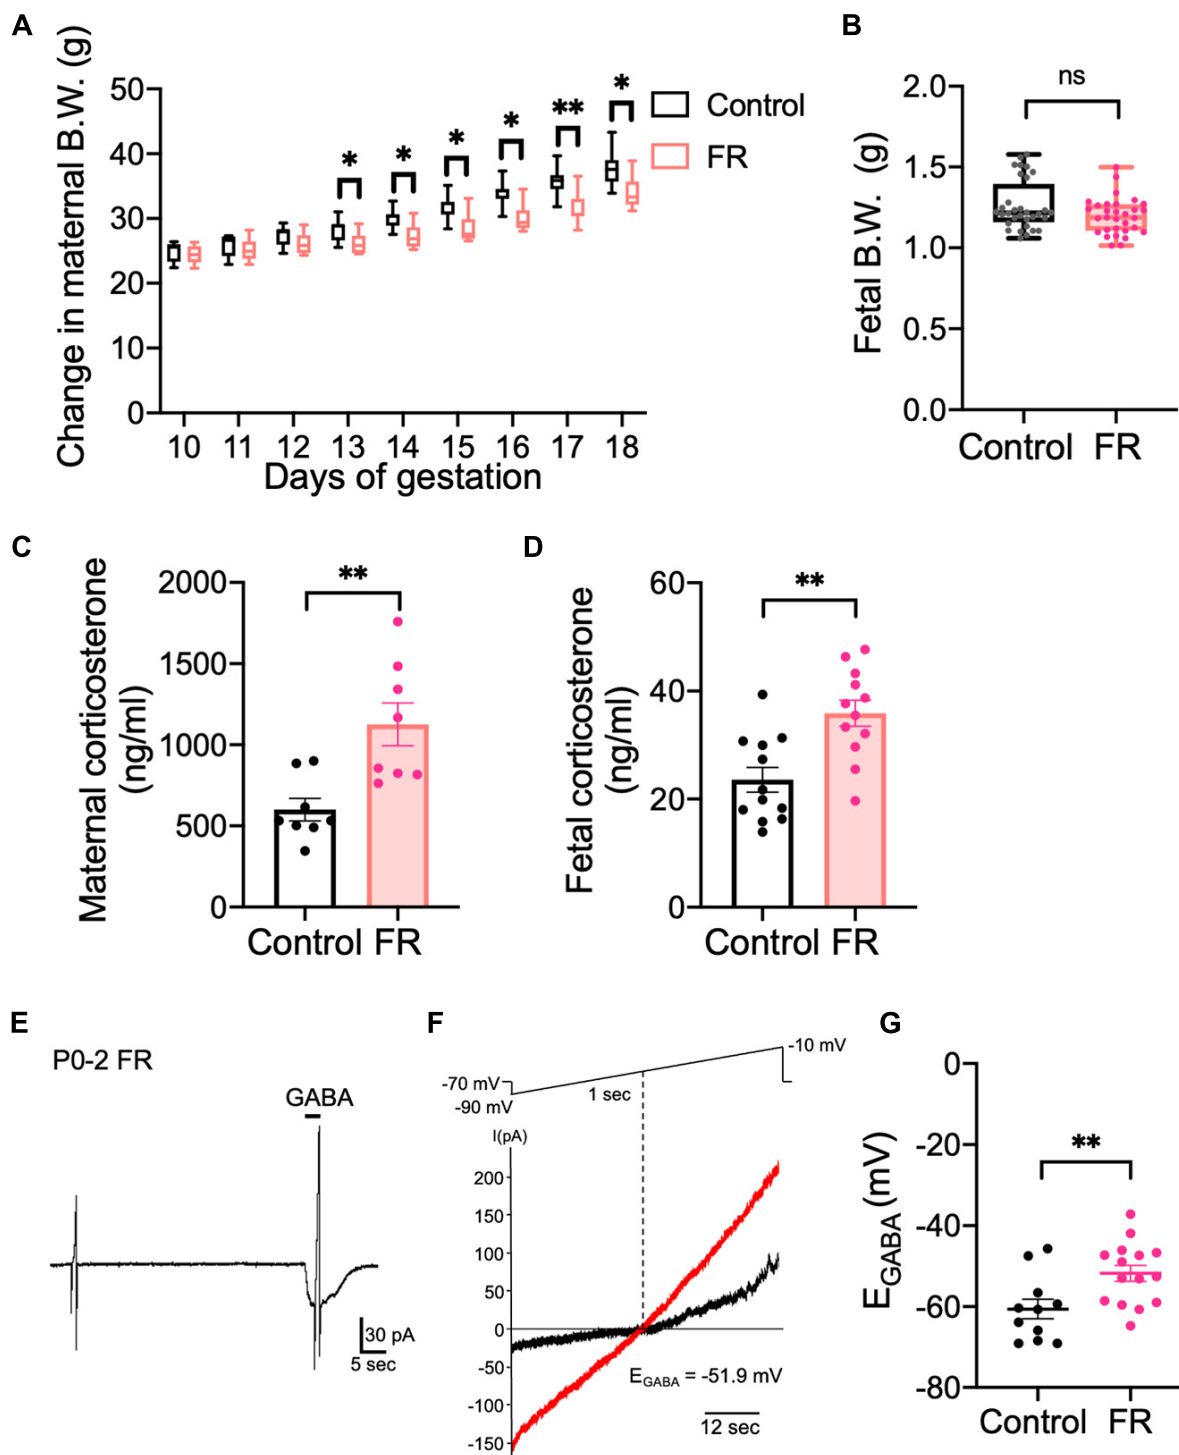 A
Change in maternal B.W. (g)
50
40
30
20
10
0
* * * * ** *
Control
FR
10 11 12 13 14 15 16 17 18
Days of gestation
B
Fetal B.W. (g)
2.0
1.5
1.0
0.5
0.0
ns
Control FR
C
Maternal corticosterone
(ng/ml)
2000
1500
1000
500
0
**
Control FR
D
Fetal corticosterone
(ng/ml)
60
40
20
0
**
Control FR
E
P0-2 FR
GABA
30 pA
5 sec
F
-70 mV
-90 mV
1 sec
-10 mV
I(pA)
200
150
100
50
0
-50
-100
-150
EGABA = -51.9 mV
12 sec
G
EGABA (mV)
0
-20
-40
-60
-80
**
Control FR